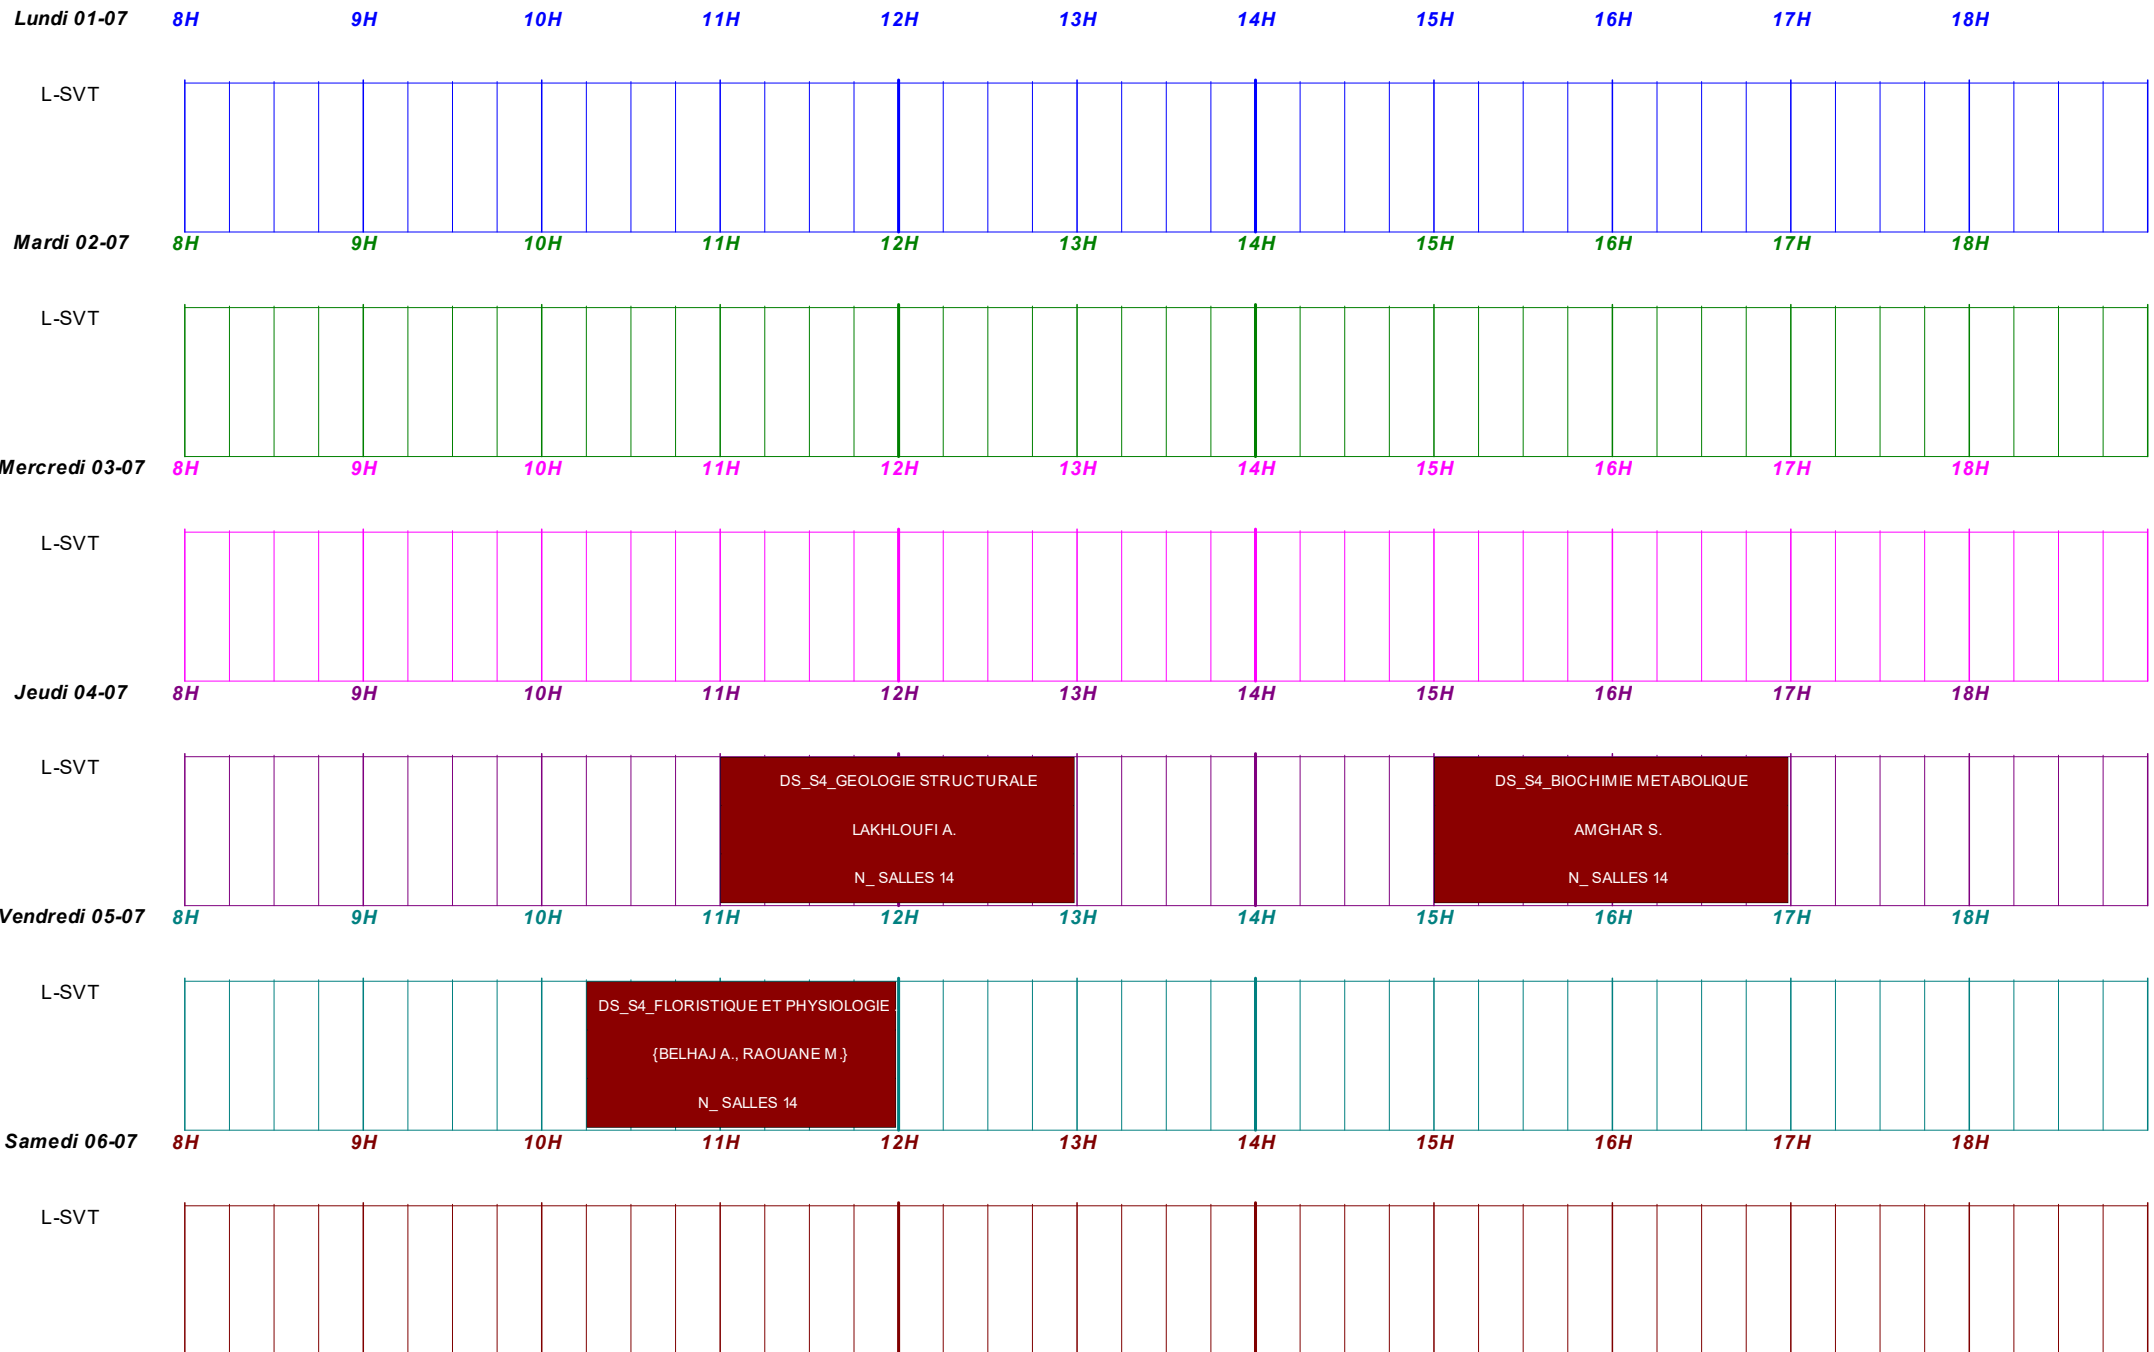 Lundi 01-07 8H 9H 10H 11H 12H 13H 14H 15H 16H 17H 18H
L-SVT
Mardi 02-07 8H 9H 10H 11H 12H 13H 14H 15H 16H 17H 18H
L-SVT
Mercredi 03-07 8H 9H 10H 11H 12H 13H 14H 15H 16H 17H 18H
L-SVT
Jeudi 04-07 8H 9H 10H 11H 12H 13H 14H 15H 16H 17H 18H
L-SVT
DS_S4_GEOLOGIE STRUCTURALE
LAKHLOUFI A.
N_ SALLES 14
DS_S4_BIOCHIMIE METABOLIQUE
AMGHAR S.
N_ SALLES 14
Vendredi 05-07 8H 9H 10H 11H 12H 13H 14H 15H 16H 17H 18H
L-SVT
DS_S4_FLORISTIQUE ET PHYSIOLOGIE
{BELHAJ A., RAOUANE M.}
N_ SALLES 14
Samedi 06-07 8H 9H 10H 11H 12H 13H 14H 15H 16H 17H 18H
L-SVT